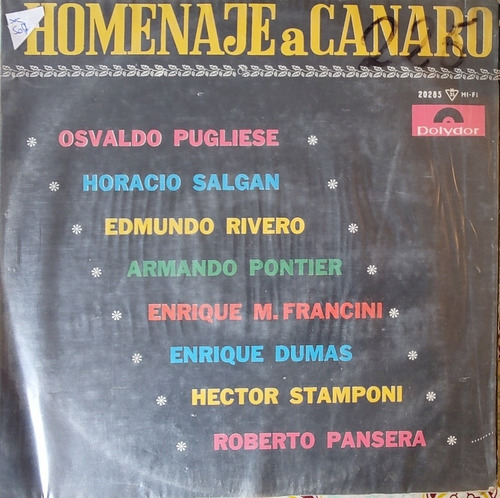 HOMENAJE a CANARO
20285 HI-FI
Polydor
OSVALDO PUGLIESE
HORACIO SALGAN
EDMUNDO RIVERO
ARMANDO PONTIER
ENRIQUE M. FRANCINI
ENRIQUE DUMAS
HECTOR STAMPONI
ROBERTO PANSERA